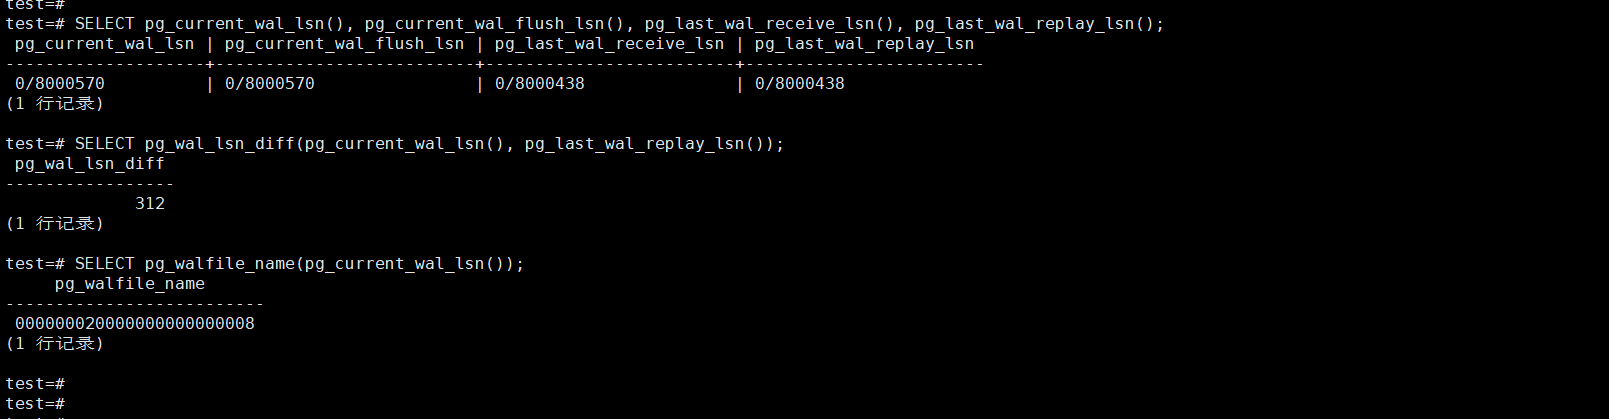 test=#
test=# SELECT pg_current_wal_lsn(), pg_current_wal_flush_lsn(), pg_last_wal_receive_lsn(), pg_last_wal_replay_lsn();
 pg_current_wal_lsn | pg_current_wal_flush_lsn | pg_last_wal_receive_lsn | pg_last_wal_replay_lsn
--------------------+--------------------------+-------------------------+------------------------
 0/8000570          | 0/8000570                | 0/8000438               | 0/8000438
(1 行记录)
test=# SELECT pg_wal_lsn_diff(pg_current_wal_lsn(), pg_last_wal_replay_lsn());
 pg_wal_lsn_diff
-----------------
             312
(1 行记录)
test=# SELECT pg_walfile_name(pg_current_wal_lsn());
     pg_walfile_name
--------------------------
 000000020000000000000008
(1 行记录)
test=#
test=#